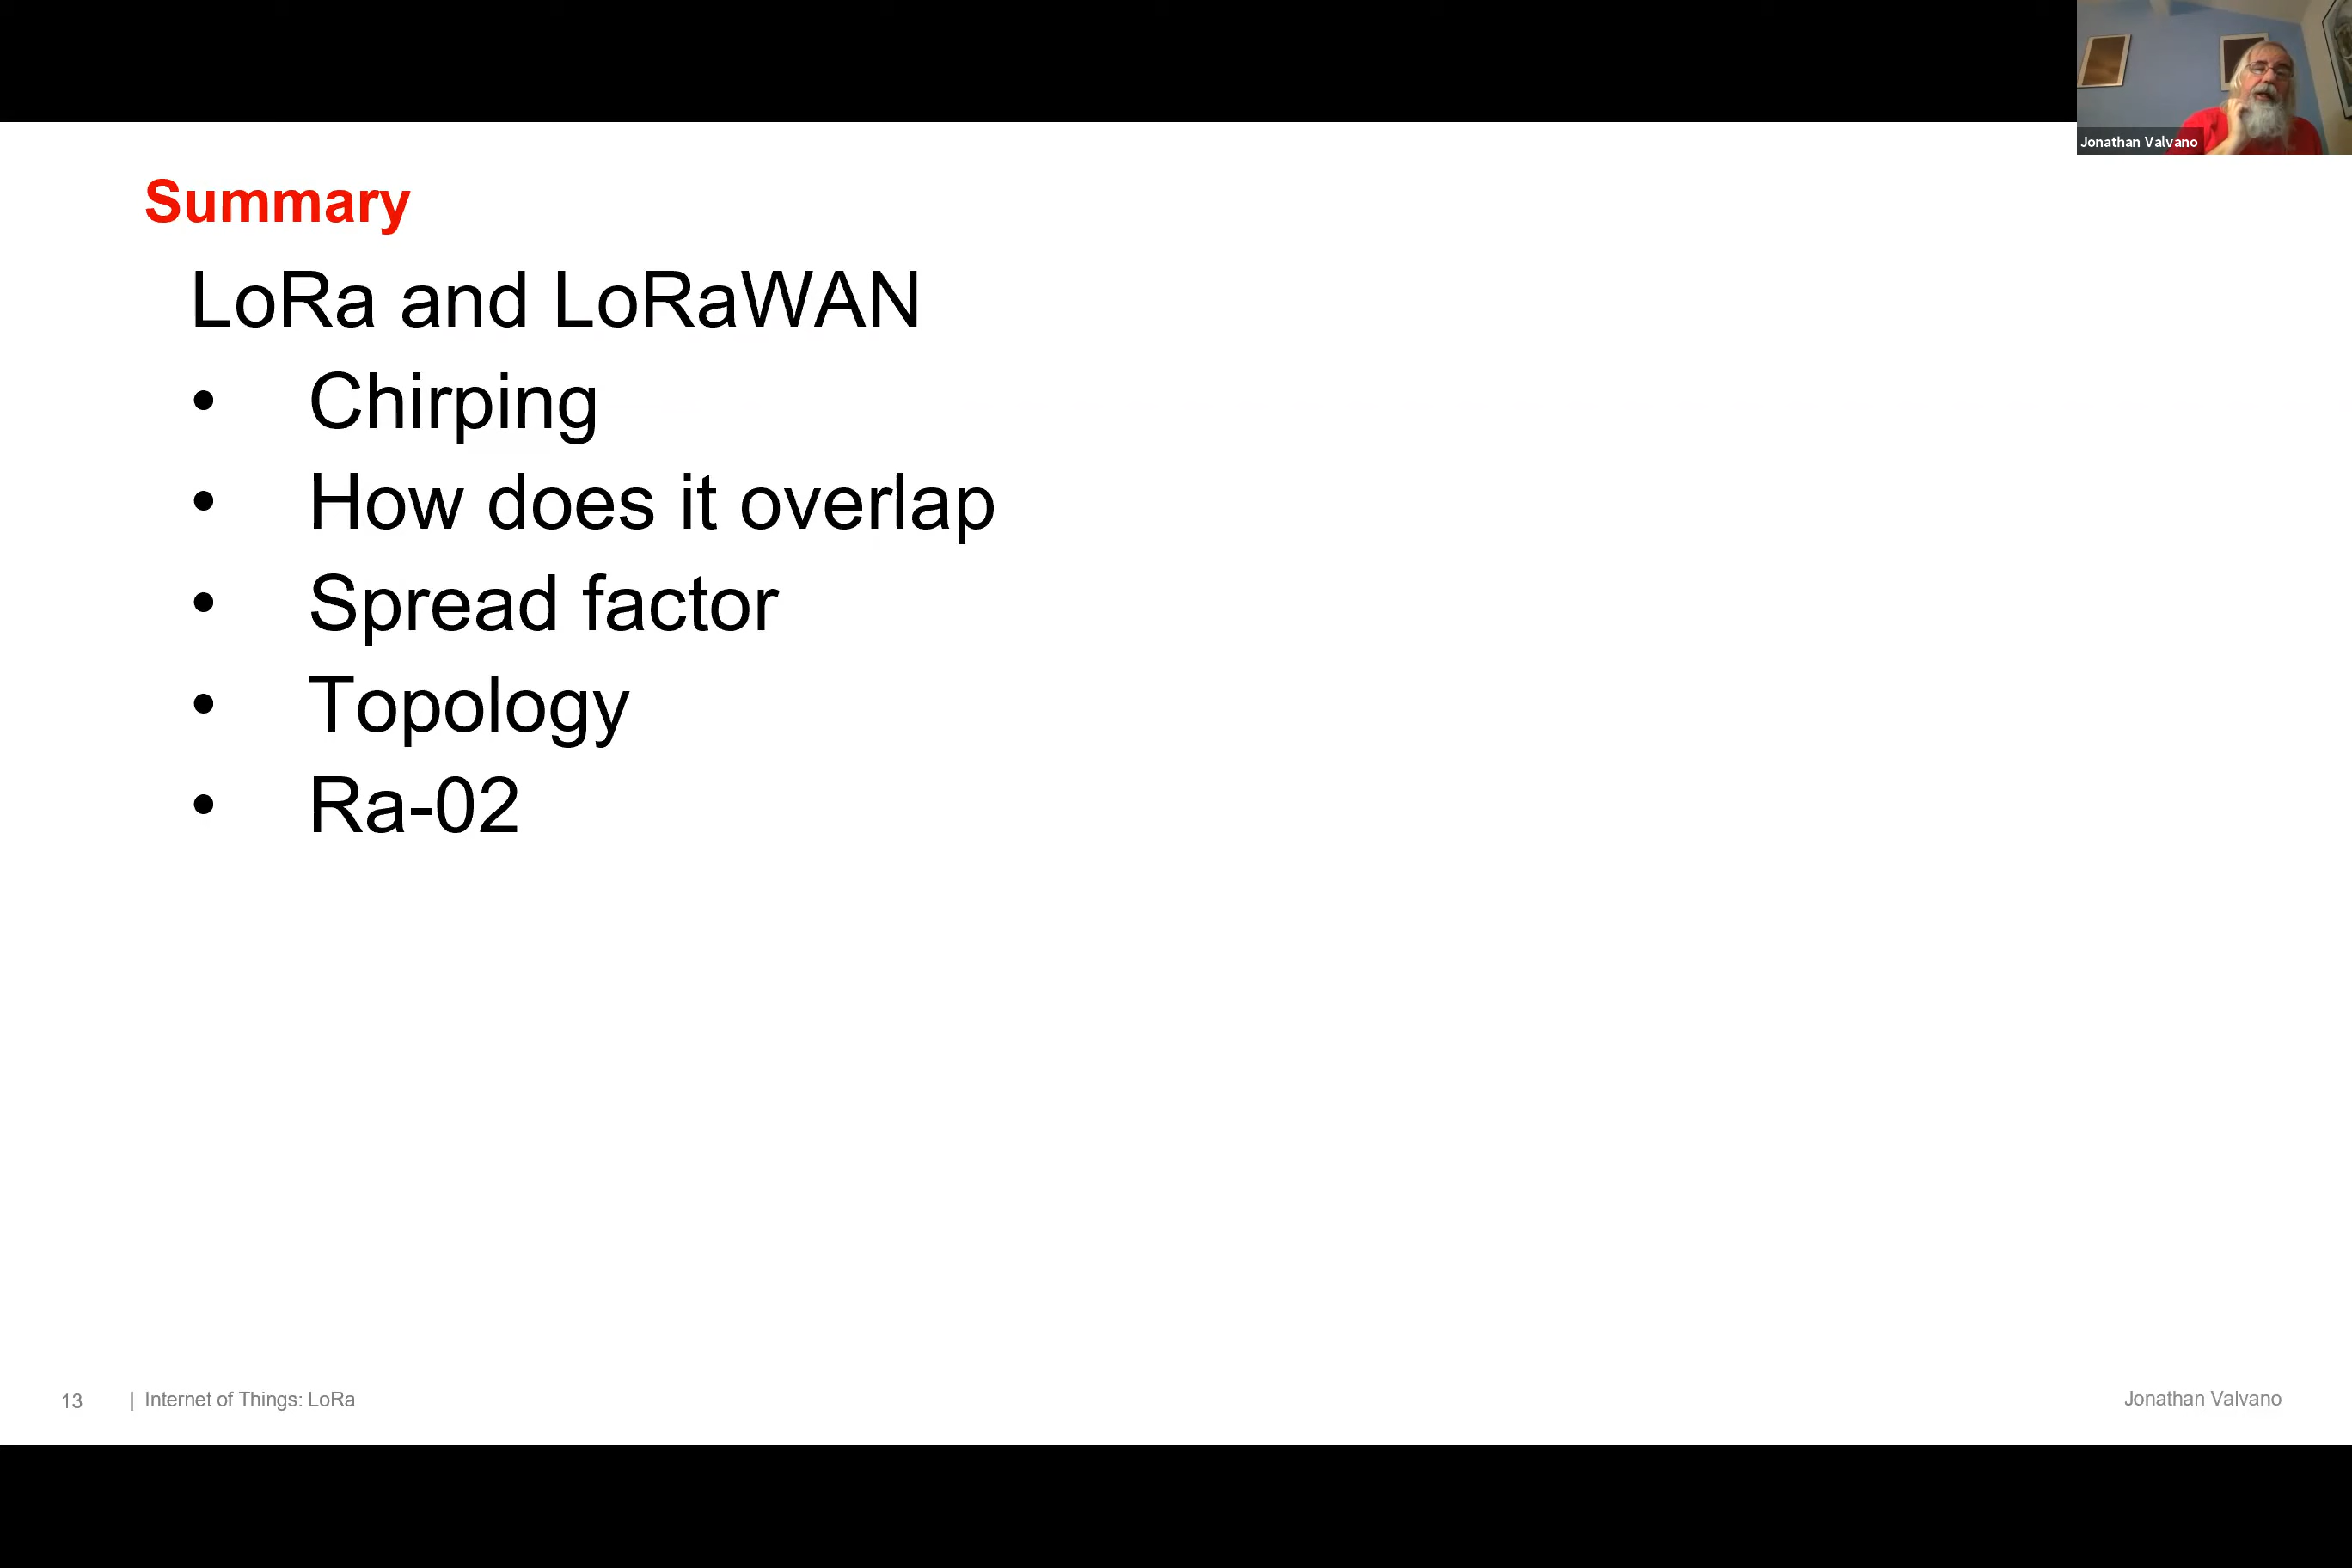 Jonathan Valvano
Summary
LoRa and LoRaWAN
• Chirping
• How does it overlap
• Spread factor
• Topology
• Ra-02
13 | Internet of Things: LoRa
Jonathan Valvano